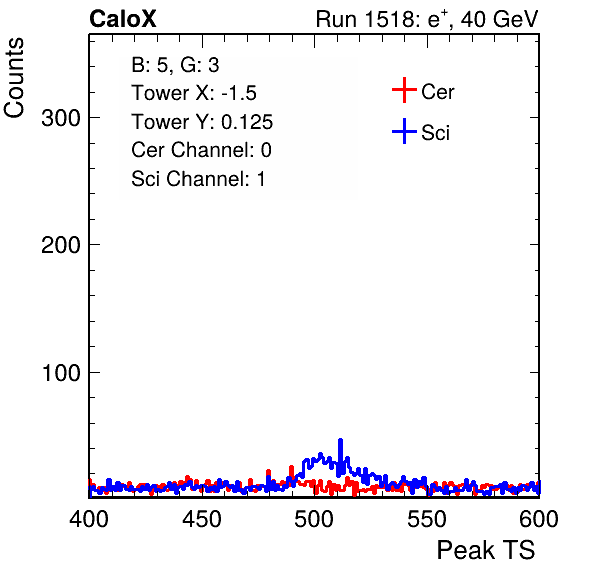 CaloX Run 1518: e⁺, 40 GeV
Counts
B: 5, G: 3
Tower X: -1.5
Tower Y: 0.125
Cer Channel: 0
Sci Channel: 1
Cer
Sci
300
200
100
400 450 500 550 600
Peak TS